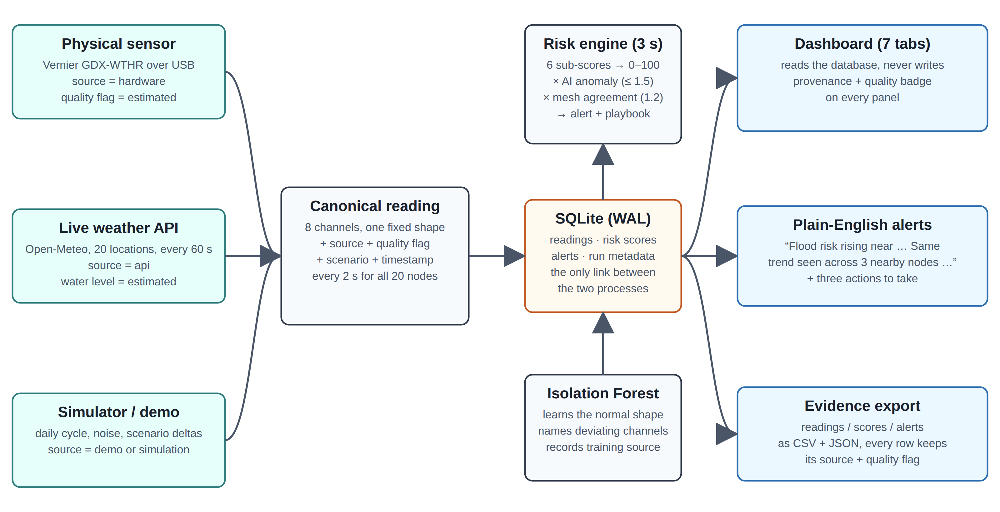 Physical sensor
Vernier GDX-WTHR over USB
source = hardware
quality flag = estimated
Live weather API
Open-Meteo, 20 locations, every 60 s
source = api
water level = estimated
Simulator / demo
daily cycle, noise, scenario deltas
source = demo or simulation
Canonical reading
8 channels, one fixed shape
+ source + quality flag
+ scenario + timestamp
every 2 s for all 20 nodes
Risk engine (3 s)
6 sub-scores → 0–100
× AI anomaly (≤ 1.5)
× mesh agreement (1.2)
→ alert + playbook
SQLite (WAL)
readings · risk scores
alerts · run metadata
the only link between
the two processes
Isolation Forest
learns the normal shape
names deviating channels
records training source
Dashboard (7 tabs)
reads the database, never writes
provenance + quality badge
on every panel
Plain-English alerts
“Flood risk rising near … Same
trend seen across 3 nearby nodes …”
+ three actions to take
Evidence export
readings / scores / alerts
as CSV + JSON, every row keeps
its source + quality flag